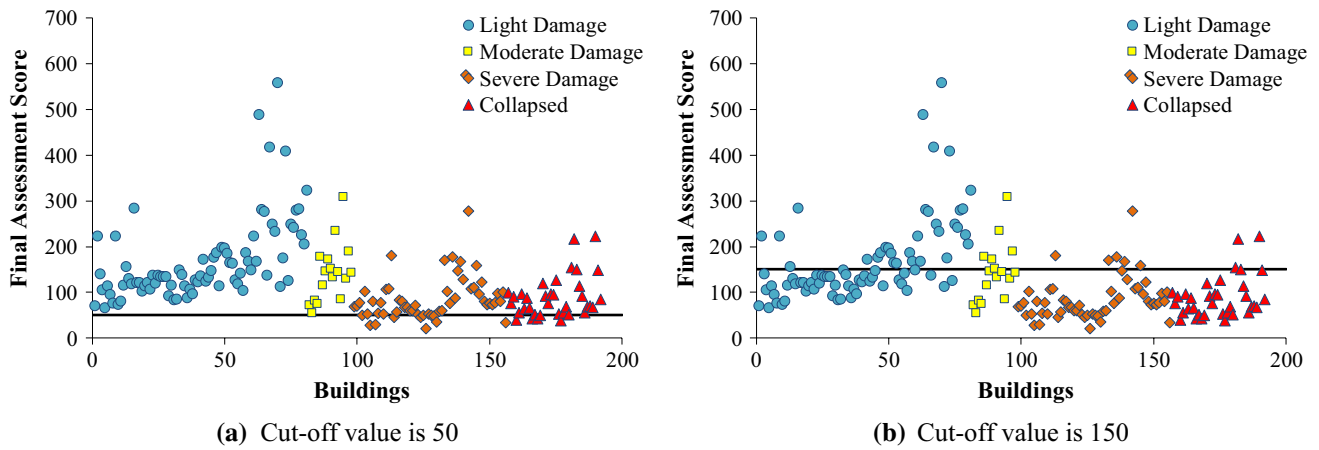 Final Assessment Score
700
600
500
400
300
200
100
0
0
50
100
150
200
Buildings
Light Damage
Moderate Damage
Severe Damage
Collapsed
(a) Cut-off value is 50
Final Assessment Score
700
600
500
400
300
200
100
0
0
50
100
150
200
Buildings
Light Damage
Moderate Damage
Severe Damage
Collapsed
(b) Cut-off value is 150